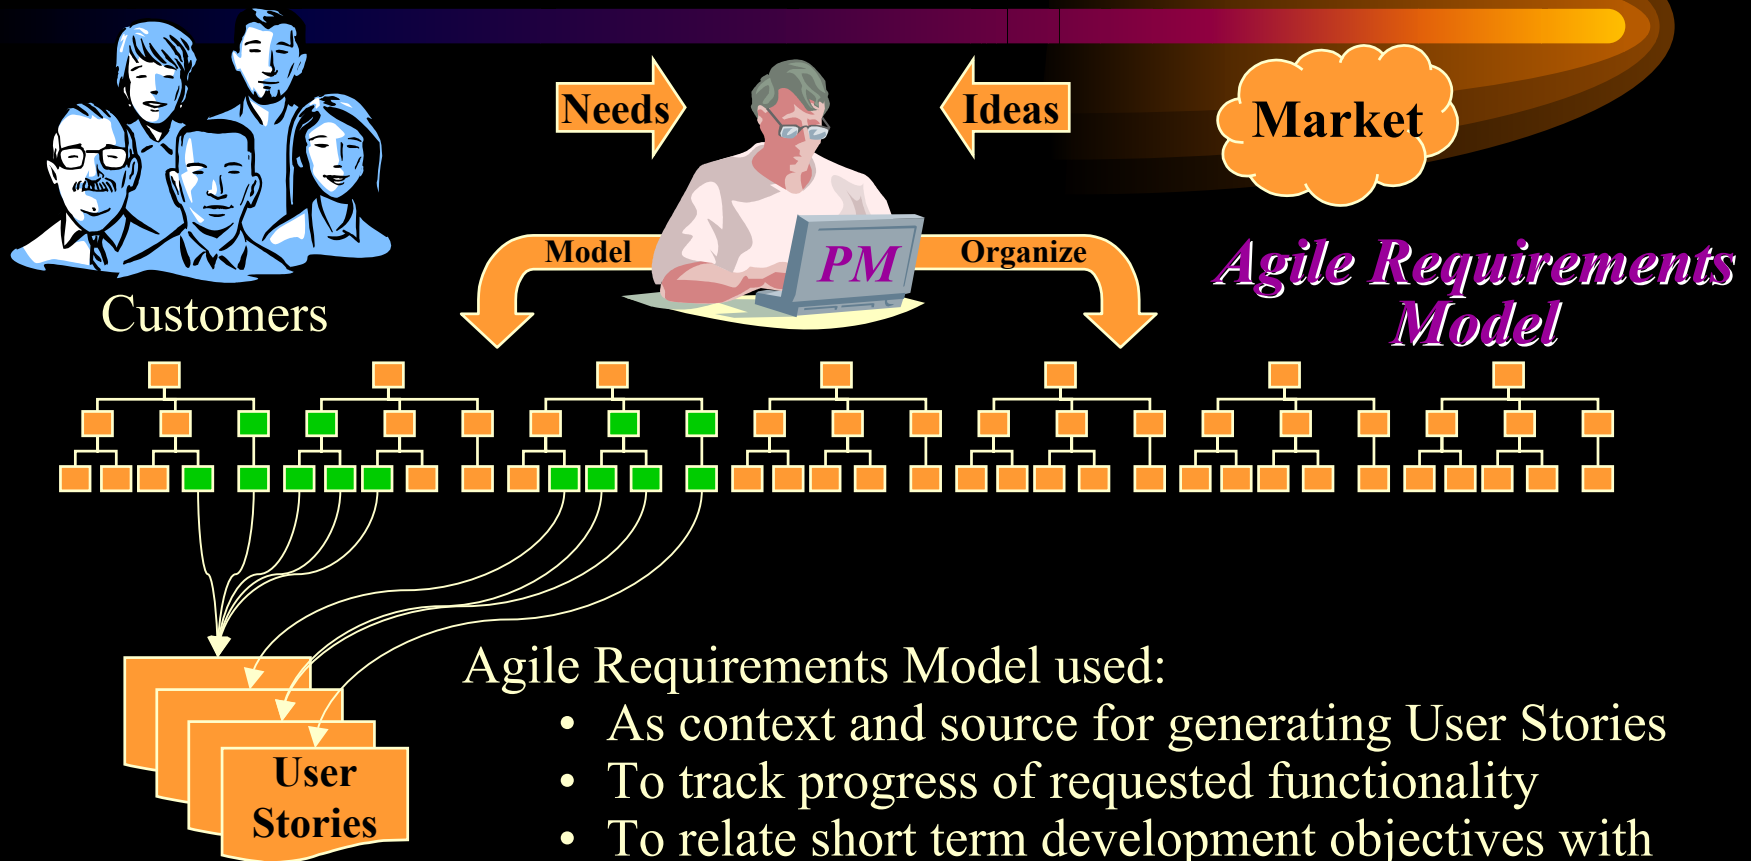 Needs
Ideas
Market
Model
PM
Organize
Agile Requirements
Model
Customers
User
Stories
Agile Requirements Model used:
• As context and source for generating User Stories
• To track progress of requested functionality
• To relate short term development objectives with